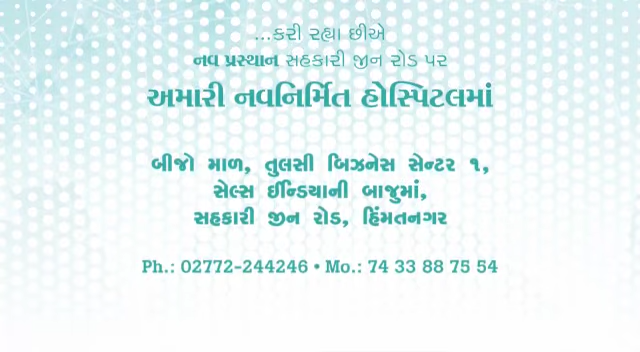 ...કરી રહ્યા છીએ
નવ પ્રસ્થાન સહકારી જીન રોડ પર
અમારી નવનિર્મિત હોસ્પિટલમાં
બીજો માળ, તુલસી બિઝનેસ સેન્ટર ૧,
સેલ્સ ઈન્ડિયાની બાજુમાં,
સહકારી જીન રોડ, હિંમતનગર
Ph.: 02772-244246 • Mo.: 74 33 88 75 54